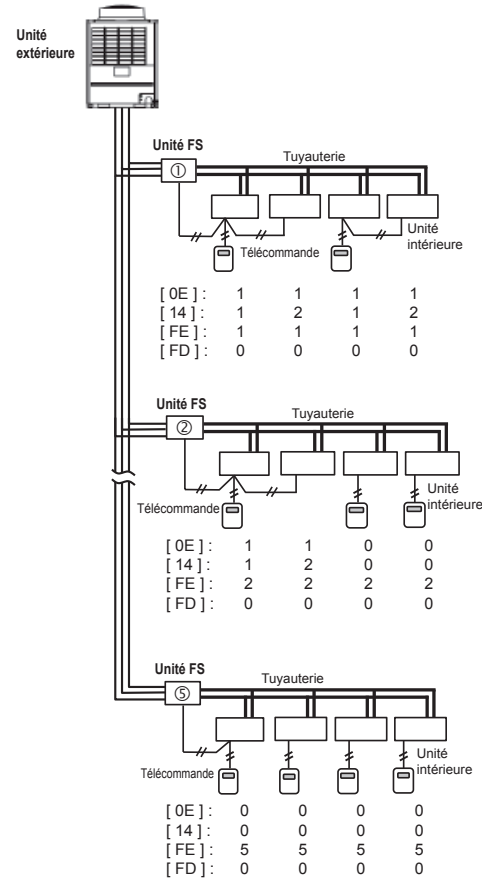 Unité
extérieure
Unité FS
①
Tuyauterie
Unité
intérieure
Télécommande
[ 0E ] : 1 1 1 1
[ 14 ] : 1 2 1 2
[ FE ] : 1 1 1 1
[ FD ] : 0 0 0 0
Unité FS
②
Tuyauterie
Unité
intérieure
Télécommande
[ 0E ] : 1 1 0 0
[ 14 ] : 1 2 0 0
[ FE ] : 2 2 2 2
[ FD ] : 0 0 0 0
Unité FS
⑤
Tuyauterie
Unité
intérieure
Télécommande
[ 0E ] : 0 0 0 0
[ 14 ] : 0 0 0 0
[ FE ] : 5 5 5 5
[ FD ] : 0 0 0 0